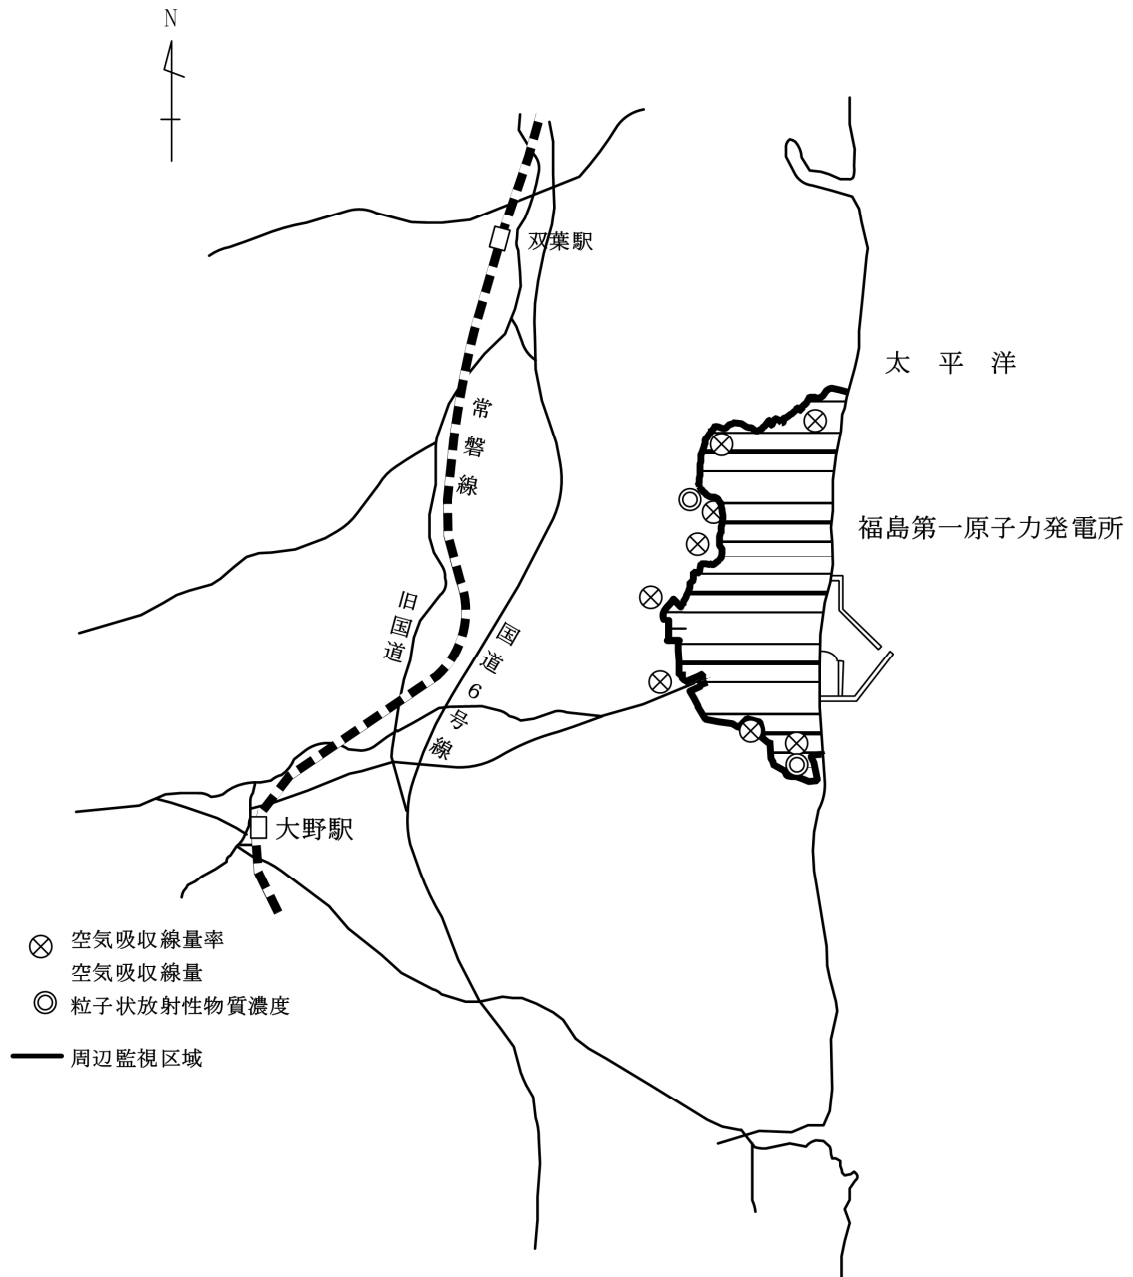 N
双葉駅
太平洋
常磐線
福島第一原子力発電所
旧国道
国道6号線
大野駅
空気吸収線量率
空気吸収線量
粒子状放射性物質濃度
周辺監視区域